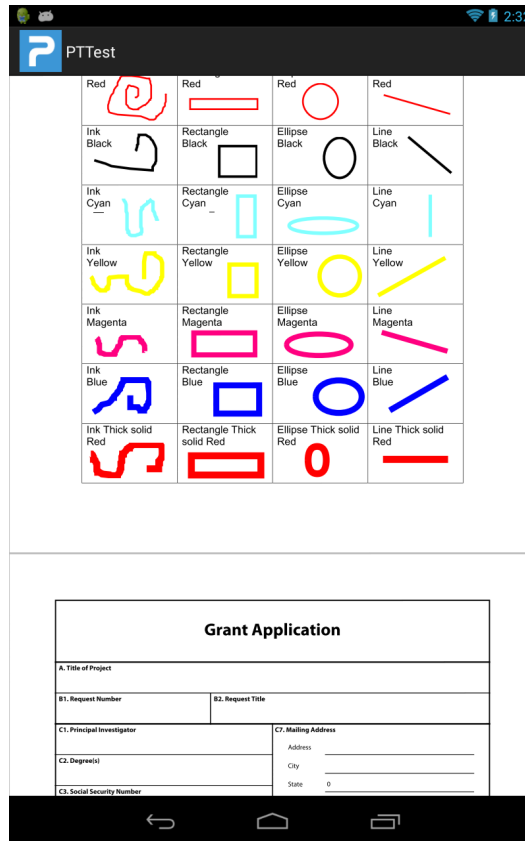 2:32
PTTest
Red Red Red
Ink Rectangle Ellipse Line
Black Black Black Black
Ink Rectangle Ellipse Line
Cyan Cyan Cyan Cyan
Ink Rectangle Ellipse Line
Yellow Yellow Yellow Yellow
Ink Rectangle Ellipse Line
Magenta Magenta Magenta Magenta
Ink Rectangle Ellipse Line
Blue Blue Blue Blue
Ink Thick solid Rectangle Thick Ellipse Thick solid Line Thick solid
Red solid Red Red Red
Grant Application
A. Title of Project
B1. Request Number B2. Request Title
C1. Principal Investigator C7. Mailing Address
Address
C2. Degree(s) City
State 0
C3. Social Security Number